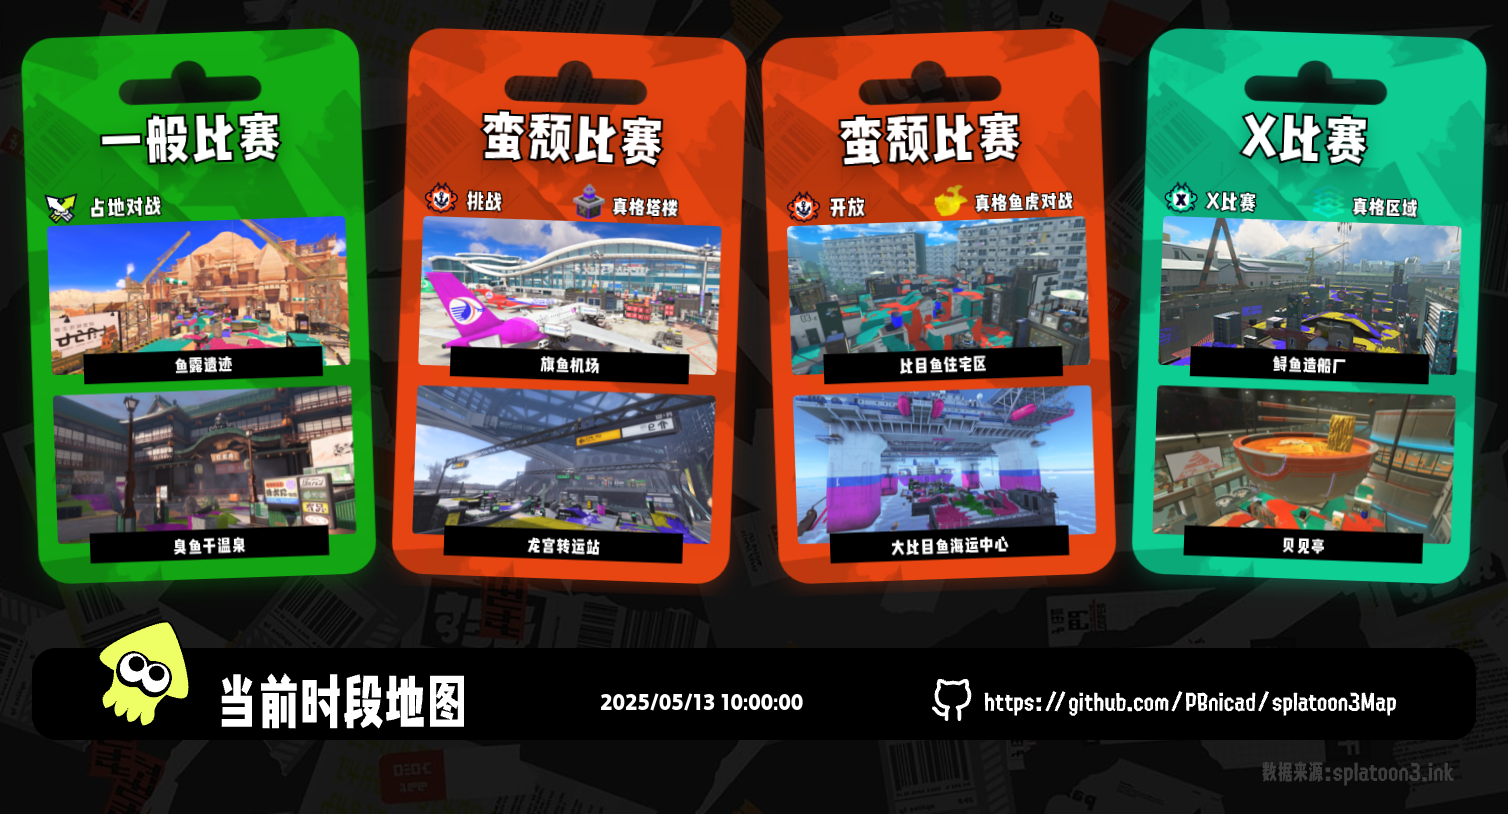 一般比赛
占地对战
鱼露遗迹
臭鱼干温泉
蛮颓比赛
挑战
真格塔楼
旗鱼机场
龙宫转运站
蛮颓比赛
开放
真格鱼虎对战
比目鱼住宅区
大比目鱼海运中心
X比赛
X比赛
真格区域
鲟鱼造船厂
贝见亭
当前时段地图
2025/05/13 10:00:00
https://github.com/PBnicad/splatoon3Map
数据来源:splatoon3.ink